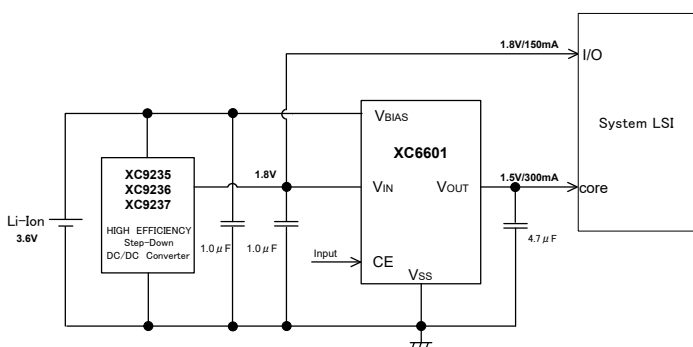 1.8V/150mA
I/O
System LSI
VBIAS
XC6601
XC9235
XC9236
XC9237
1.8V
VIN
VOUT
1.5V/300mA
core
Li-Ion
3.6V
HIGH EFFICIENCY
Step-Down
DC/DC Converter
1.0μF
1.0μF
Input
CE
VSS
4.7μF